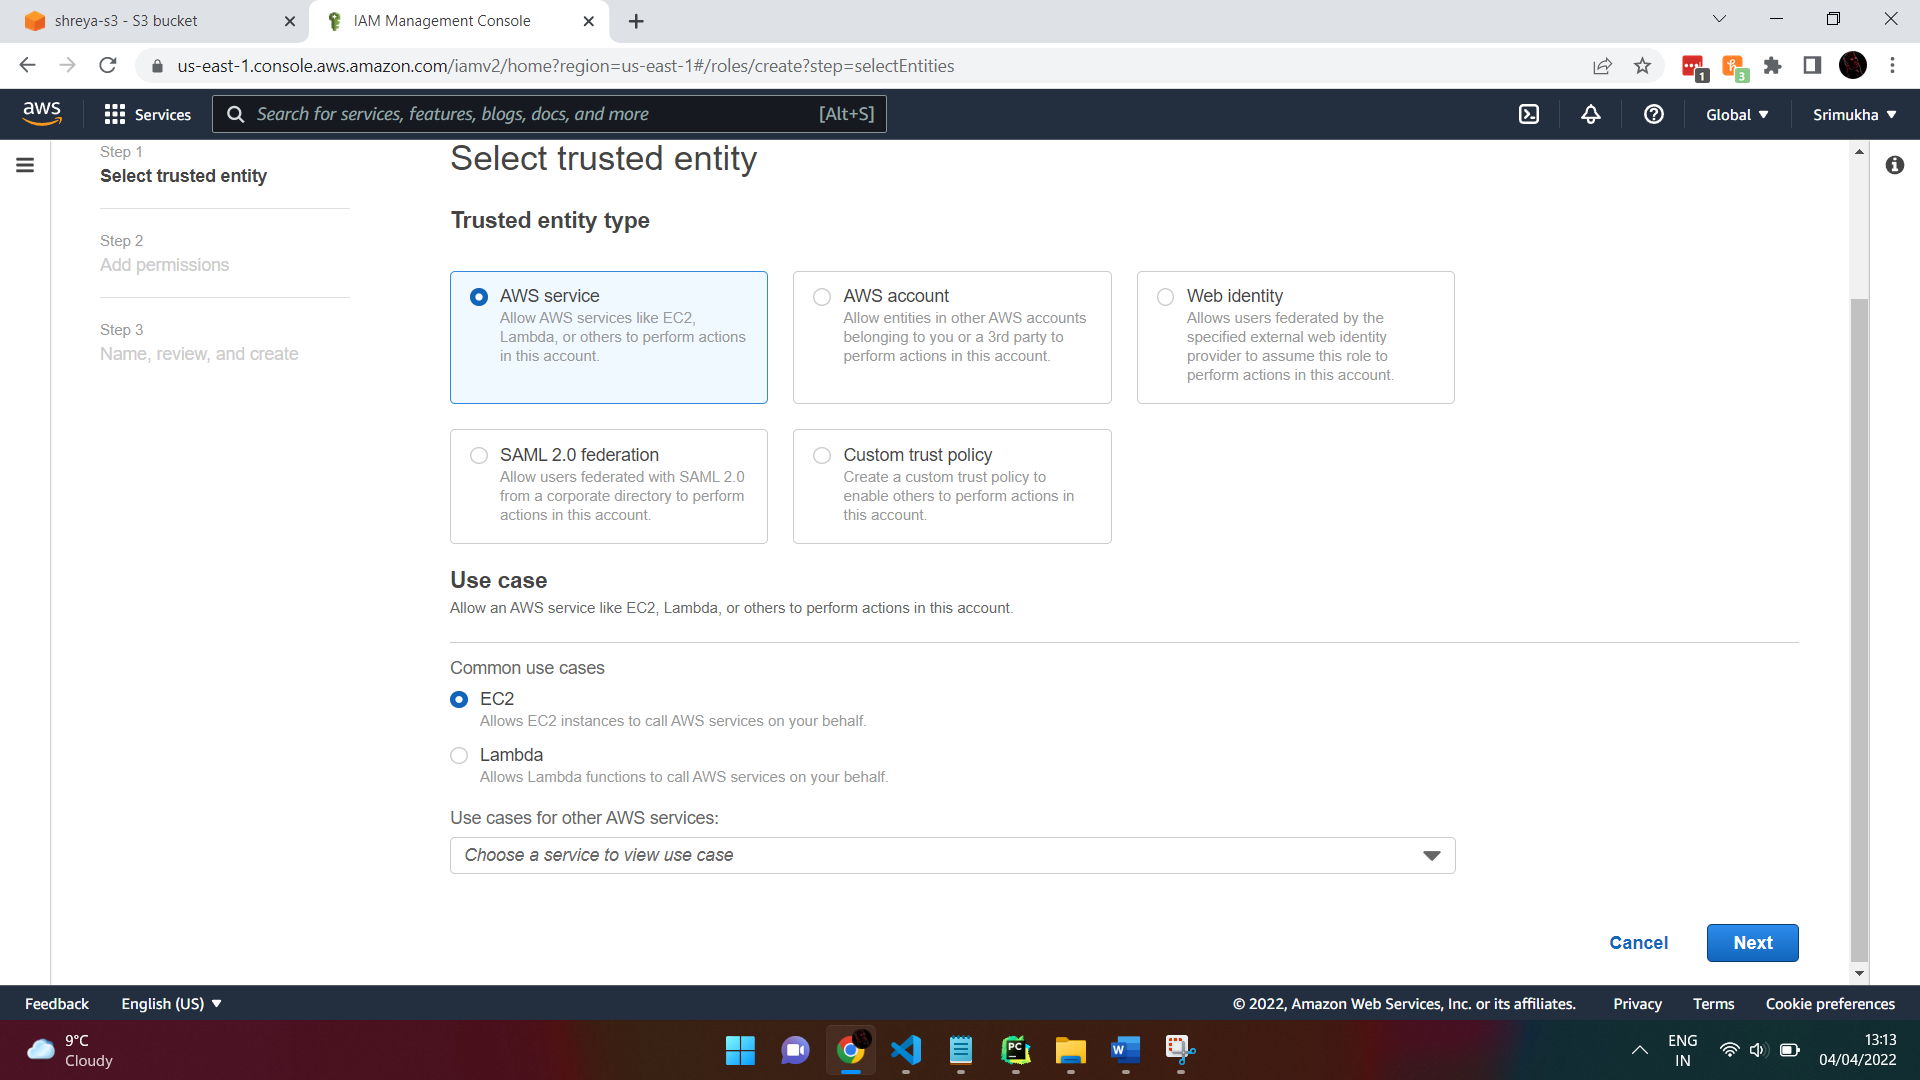 shreya-s3 - S3 bucket
IAM Management Console
us-east-1.console.aws.amazon.com/iamv2/home?region=us-east-1#/roles/create?step=selectEntities
1
3
aws
Services
Search for services, features, blogs, docs, and more
[Alt+S]
Global
Srimukha
Step 1
Select trusted entity
Step 2
Add permissions
Step 3
Name, review, and create
Select trusted entity
Trusted entity type
AWS service
Allow AWS services like EC2,
Lambda, or others to perform actions
in this account.
AWS account
Allow entities in other AWS accounts
belonging to you or a 3rd party to
perform actions in this account.
Web identity
Allows users federated by the
specified external web identity
provider to assume this role to
perform actions in this account.
SAML 2.0 federation
Allow users federated with SAML 2.0
from a corporate directory to perform
actions in this account.
Custom trust policy
Create a custom trust policy to
enable others to perform actions in
this account.
Use case
Allow an AWS service like EC2, Lambda, or others to perform actions in this account.
Common use cases
EC2
Allows EC2 instances to call AWS services on your behalf.
Lambda
Allows Lambda functions to call AWS services on your behalf.
Use cases for other AWS services:
Choose a service to view use case
Cancel
Next
Feedback
English (US)
© 2022, Amazon Web Services, Inc. or its affiliates.
Privacy
Terms
Cookie preferences
9°C
Cloudy
PC
W
ENG
IN
13:13
04/04/2022